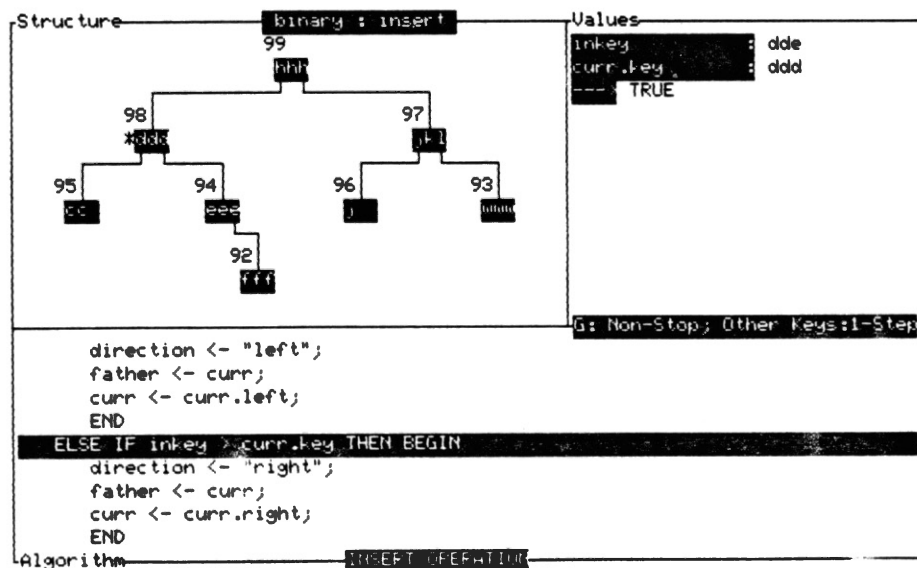 Structure
binary : insert
Values
99
hhh
inkey : dde
curr.key : ddd
---> TRUE
98
97
*ddd
jkl
95
94
96
93
cc
eee
j
mmm
92
fff
G: Non-Stop; Other Keys:1-Step
direction <- "left";
father <- curr;
curr <- curr.left;
END
ELSE IF inkey > curr.key THEN BEGIN
direction <- "right";
father <- curr;
curr <- curr.right;
END
Algorithm
INSERT OPERATION